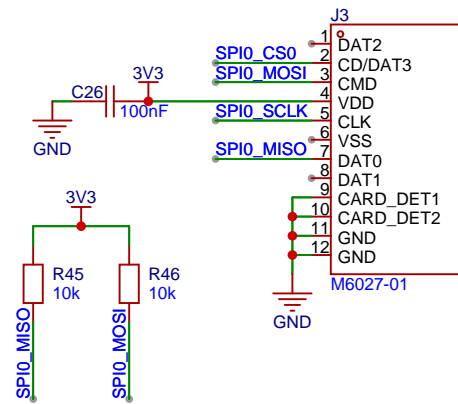 J3
1 DAT2
SPI0_CS0 2 CD/DAT3
SPI0_MOSI 3 CMD
3V3
C26
100nF
4 VDD
SPI0_SCLK 5 CLK
GND
6 VSS
SPI0_MISO 7 DAT0
8 DAT1
9 CARD_DET1
10 CARD_DET2
11 GND
12 GND
M6027-01
GND
3V3
R45
10k
R46
10k
SPI0_MISO
SPI0_MOSI